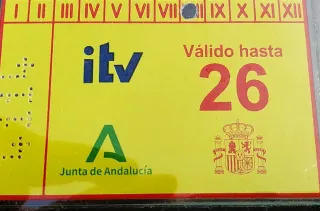 I II III IV V VI VII IX X XI XII
itv
Válido hasta
26
Junta de Andalucía